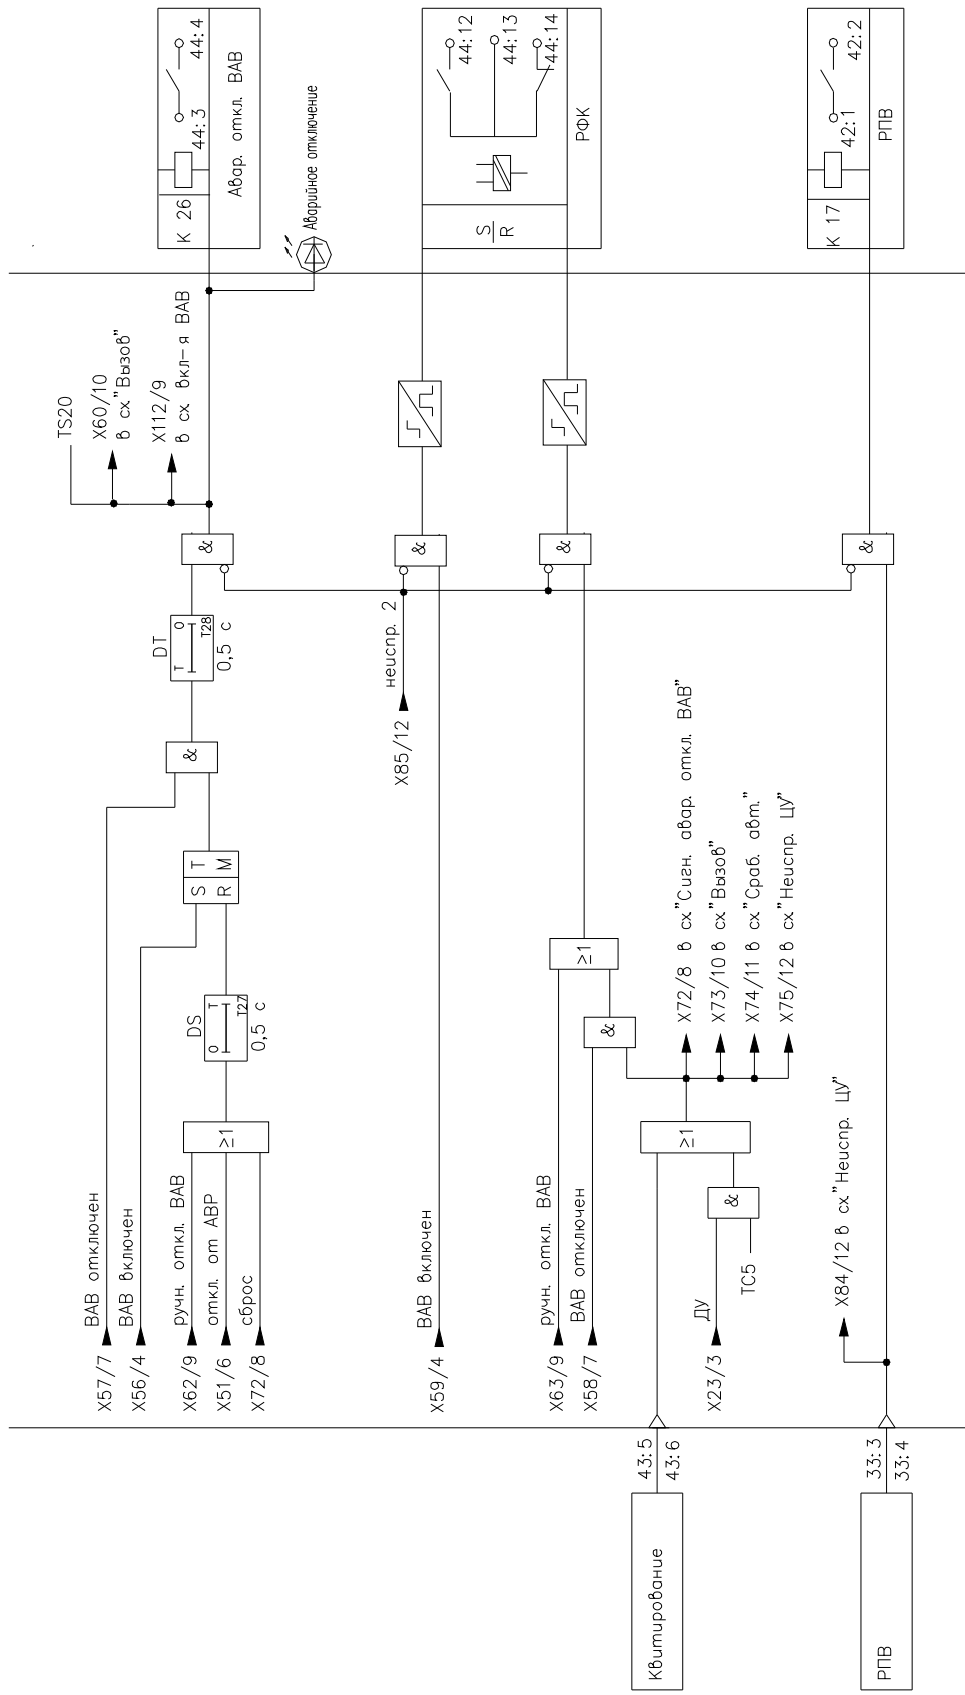 К 26
44:3
44:4
Авар. откл. ВАВ
Аварийное отключение
S
R
44:12
44:13
44:14
РФК
К 17
42:1
42:2
РПВ
TS20
X60/10
в сх."Вызов"
X112/9
в сх. вкл-я ВАВ
&
&
&
&
DT
T
0
T28
0,5 с
неиспр. 2
X85/12
&
S
T
R
M
DS
0
T
T27
0,5 с
≥1
≥1
&
X72/8 в сх."Сигн. авар. откл. ВАВ"
X73/10 в сх."Вызов"
X74/11 в сх."Сраб. авт."
X75/12 в сх."Неиспр. ЦУ"
≥1
&
ТС5
X84/12 в сх."Неиспр. ЦУ"
X57/7
ВАВ отключен
X56/4
ВАВ включен
X62/9
ручн. откл. ВАВ
X51/6
откл. от АВР
X72/8
сброс
X59/4
ВАВ включен
X63/9
ручн. откл. ВАВ
X58/7
ВАВ отключен
X23/3
ДУ
43:5
43:6
33:3
33:4
Квитирование
РПВ